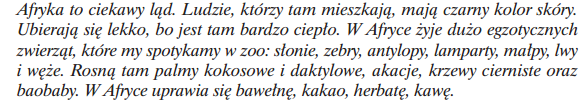 Afryka to ciekawy ląd. Ludzie, którzy tam mieszkają, mają czarny kolor skóry.
Ubierają się lekko, bo jest tam bardzo ciepło. W Afryce żyje dużo egzotycznych
zwierząt, które my spotykamy w zoo: słonie, zebry, antylopy, lamparty, małpy, lwy
i węże. Rosną tam palmy kokosowe i daktylowe, akacje, krzewy cierniste oraz
baobaby. W Afryce uprawia się bawełnę, kakao, herbatę, kawę.